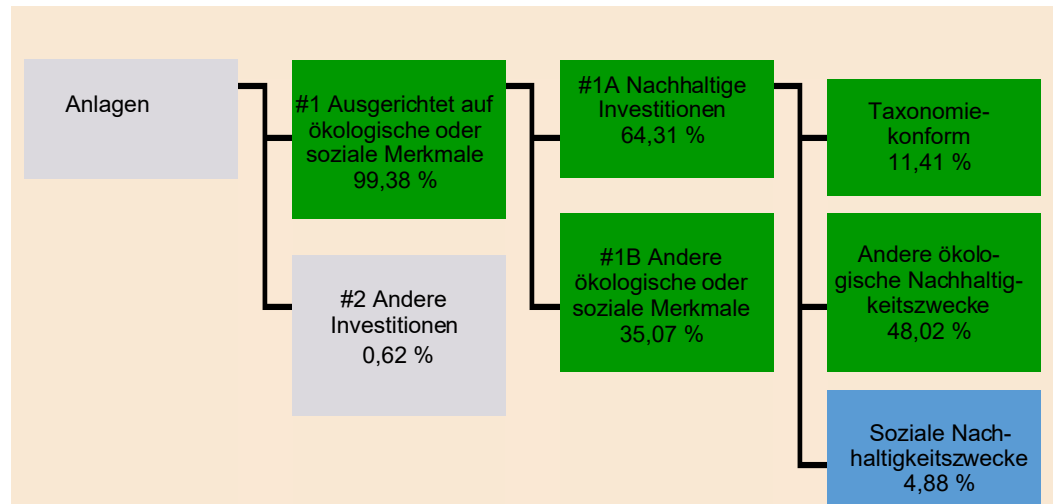 Anlagen
#1 Ausgerichtet auf
ökologische oder
soziale Merkmale
99,38 %
#2 Andere
Investitionen
0,62 %
#1A Nachhaltige
Investitionen
64,31 %
#1B Andere
ökologische oder
soziale Merkmale
35,07 %
Taxonomie-
konform
11,41 %
Andere ökolo-
gische Nachhaltig-
keitszwecke
48,02 %
Soziale Nach-
haltigkeitszwecke
4,88 %